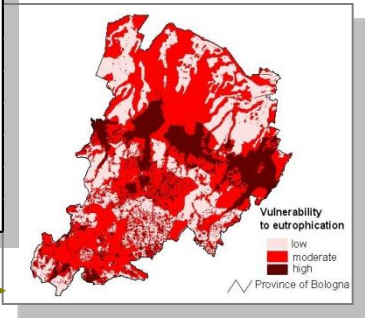 Vulnerability
to eutrophication
low
moderate
high
Province of Bologna